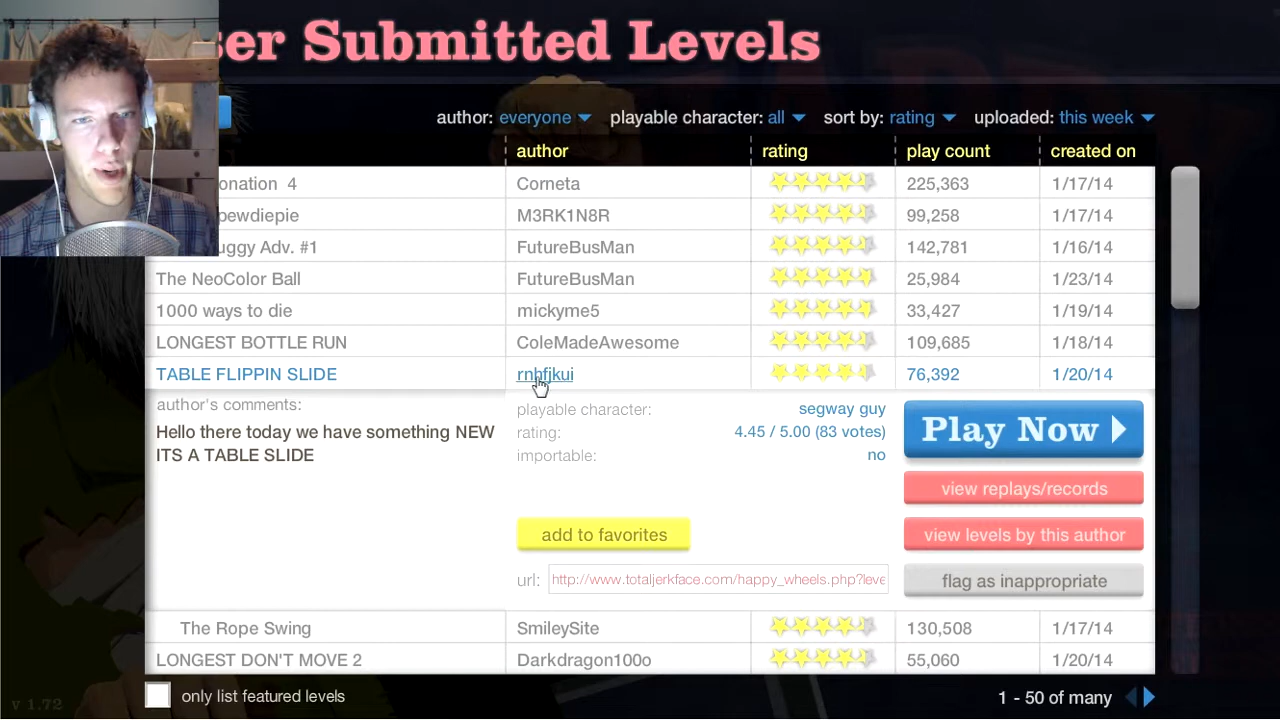 ser Submitted Levels
author: everyone playable character: all sort by: rating uploaded: this week
author rating play count created on
onation 4 Corneta 225,363 1/17/14
pewdiepie M3RK1N8R 99,258 1/17/14
uggy Adv. #1 FutureBusMan 142,781 1/16/14
The NeoColor Ball FutureBusMan 25,984 1/23/14
1000 ways to die mickyme5 33,427 1/19/14
LONGEST BOTTLE RUN ColeMadeAwesome 109,685 1/18/14
TABLE FLIPPIN SLIDE rnhfjkui 76,392 1/20/14
author's comments:
Hello there today we have something NEW
ITS A TABLE SLIDE
playable character: segway guy
rating: 4.45 / 5.00 (83 votes)
importable: no
Play Now
view replays/records
add to favorites
view levels by this author
url: http://www.totaljerkface.com/happy_wheels.php?leve
flag as inappropriate
The Rope Swing SmileySite 130,508 1/17/14
LONGEST DON'T MOVE 2 Darkdragon100o 55,060 1/20/14
only list featured levels
1 - 50 of many
v 1.72